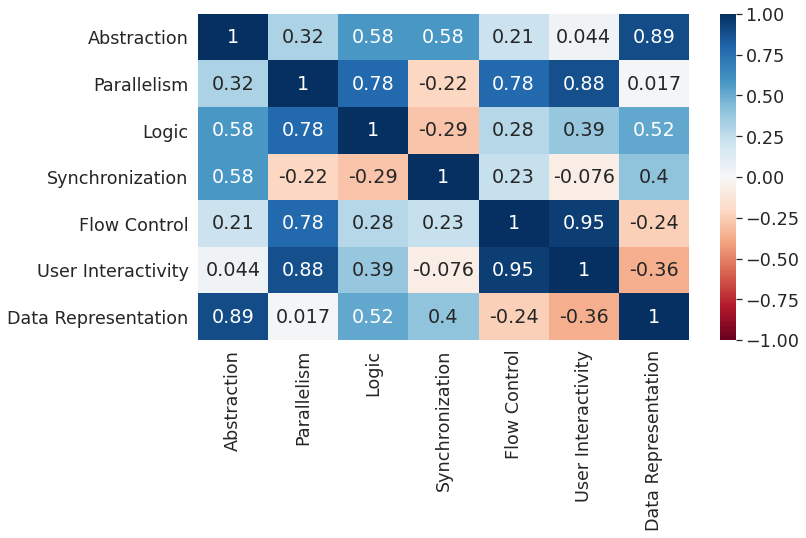 Abstraction 1 0.32 0.58 0.58 0.21 0.044 0.89
Parallelism 0.32 1 0.78 -0.22 0.78 0.88 0.017
Logic 0.58 0.78 1 -0.29 0.28 0.39 0.52
Synchronization 0.58 -0.22 -0.29 1 0.23 -0.076 0.4
Flow Control 0.21 0.78 0.28 0.23 1 0.95 -0.24
User Interactivity 0.044 0.88 0.39 -0.076 0.95 1 -0.36
Data Representation 0.89 0.017 0.52 0.4 -0.24 -0.36 1
Abstraction
Parallelism
Logic
Synchronization
Flow Control
User Interactivity
Data Representation
1.00
0.75
0.50
0.25
0.00
−0.25
−0.50
−0.75
−1.00